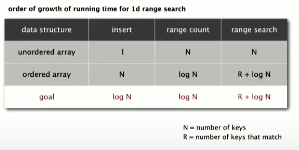 order of growth of running time for 1d range search
data structure insert range count range search
unordered array 1 N N
ordered array N log N R + log N
goal log N log N R + log N
N = number of keys
R = number of keys that match